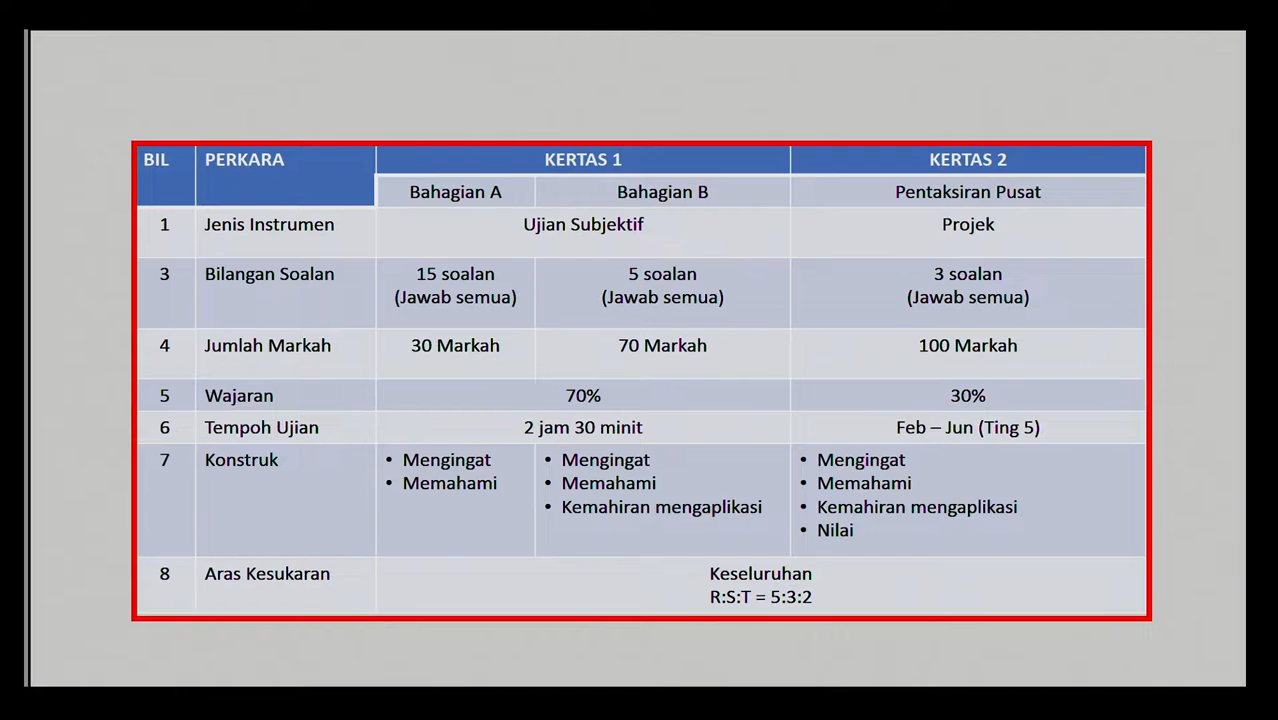 BIL PERKARA KERTAS 1 KERTAS 2
Bahagian A Bahagian B Pentaksiran Pusat
1 Jenis Instrumen Ujian Subjektif Projek
3 Bilangan Soalan 15 soalan 5 soalan 3 soalan
(Jawab semua) (Jawab semua) (Jawab semua)
4 Jumlah Markah 30 Markah 70 Markah 100 Markah
5 Wajaran 70% 30%
6 Tempoh Ujian 2 jam 30 minit Feb – Jun (Ting 5)
7 Konstruk • Mengingat • Mengingat • Mengingat
• Memahami • Memahami • Memahami
• Kemahiran mengaplikasi • Kemahiran mengaplikasi
• Nilai
8 Aras Kesukaran Keseluruhan
R:S:T = 5:3:2